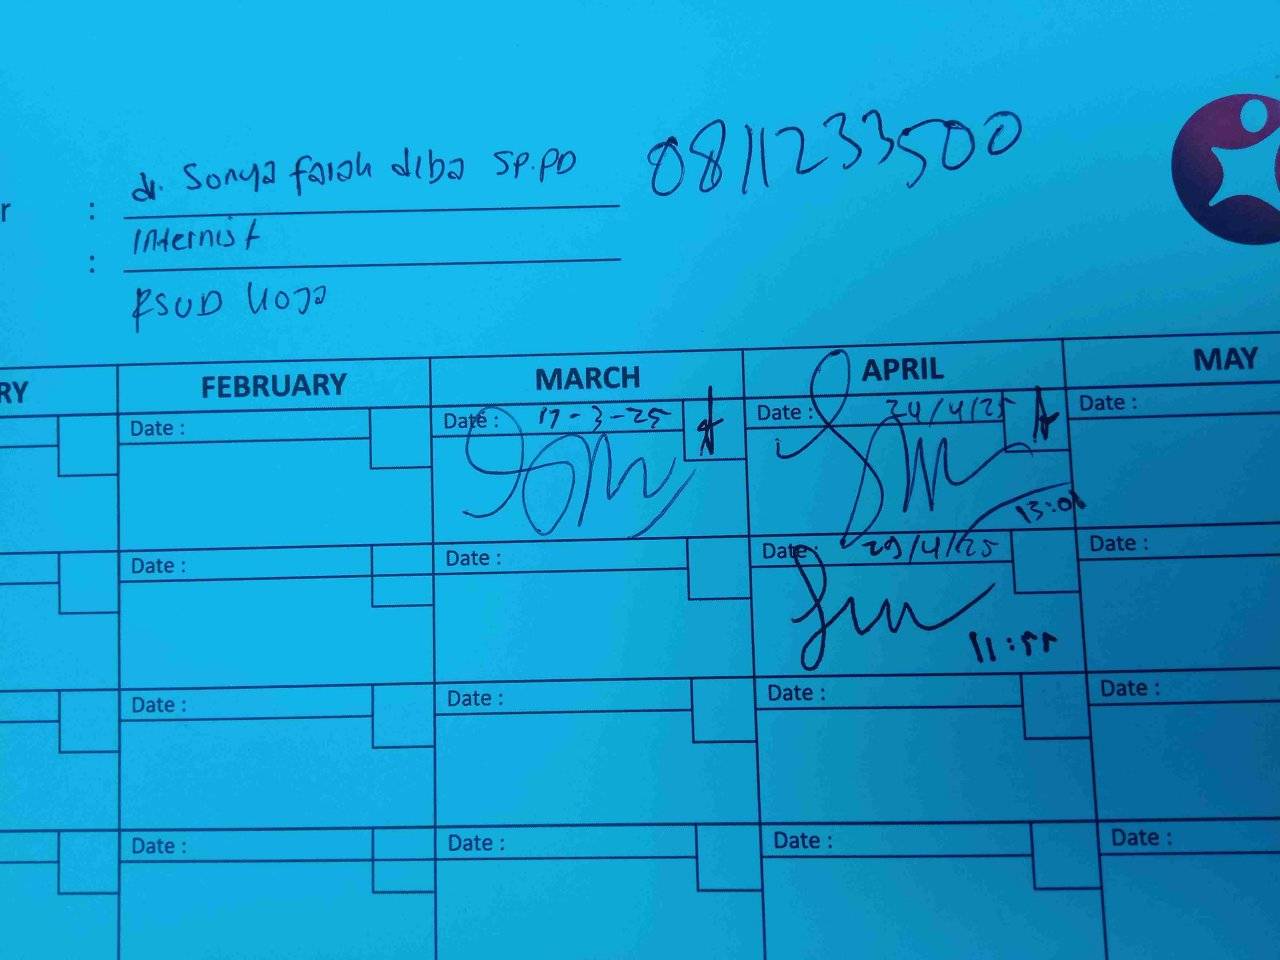 dr. Sonya farah diba SP.PD 0811233500
r :
Internist
:
RSUD Koja
RY FEBRUARY MARCH APRIL MAY
Date : Date : 17-3-25 Date : 24/4/25 Date :
13:01
Date : Date : Date : 29/4/25 Date :
11:11
Date : Date : Date : Date :
Date : Date : Date : Date :